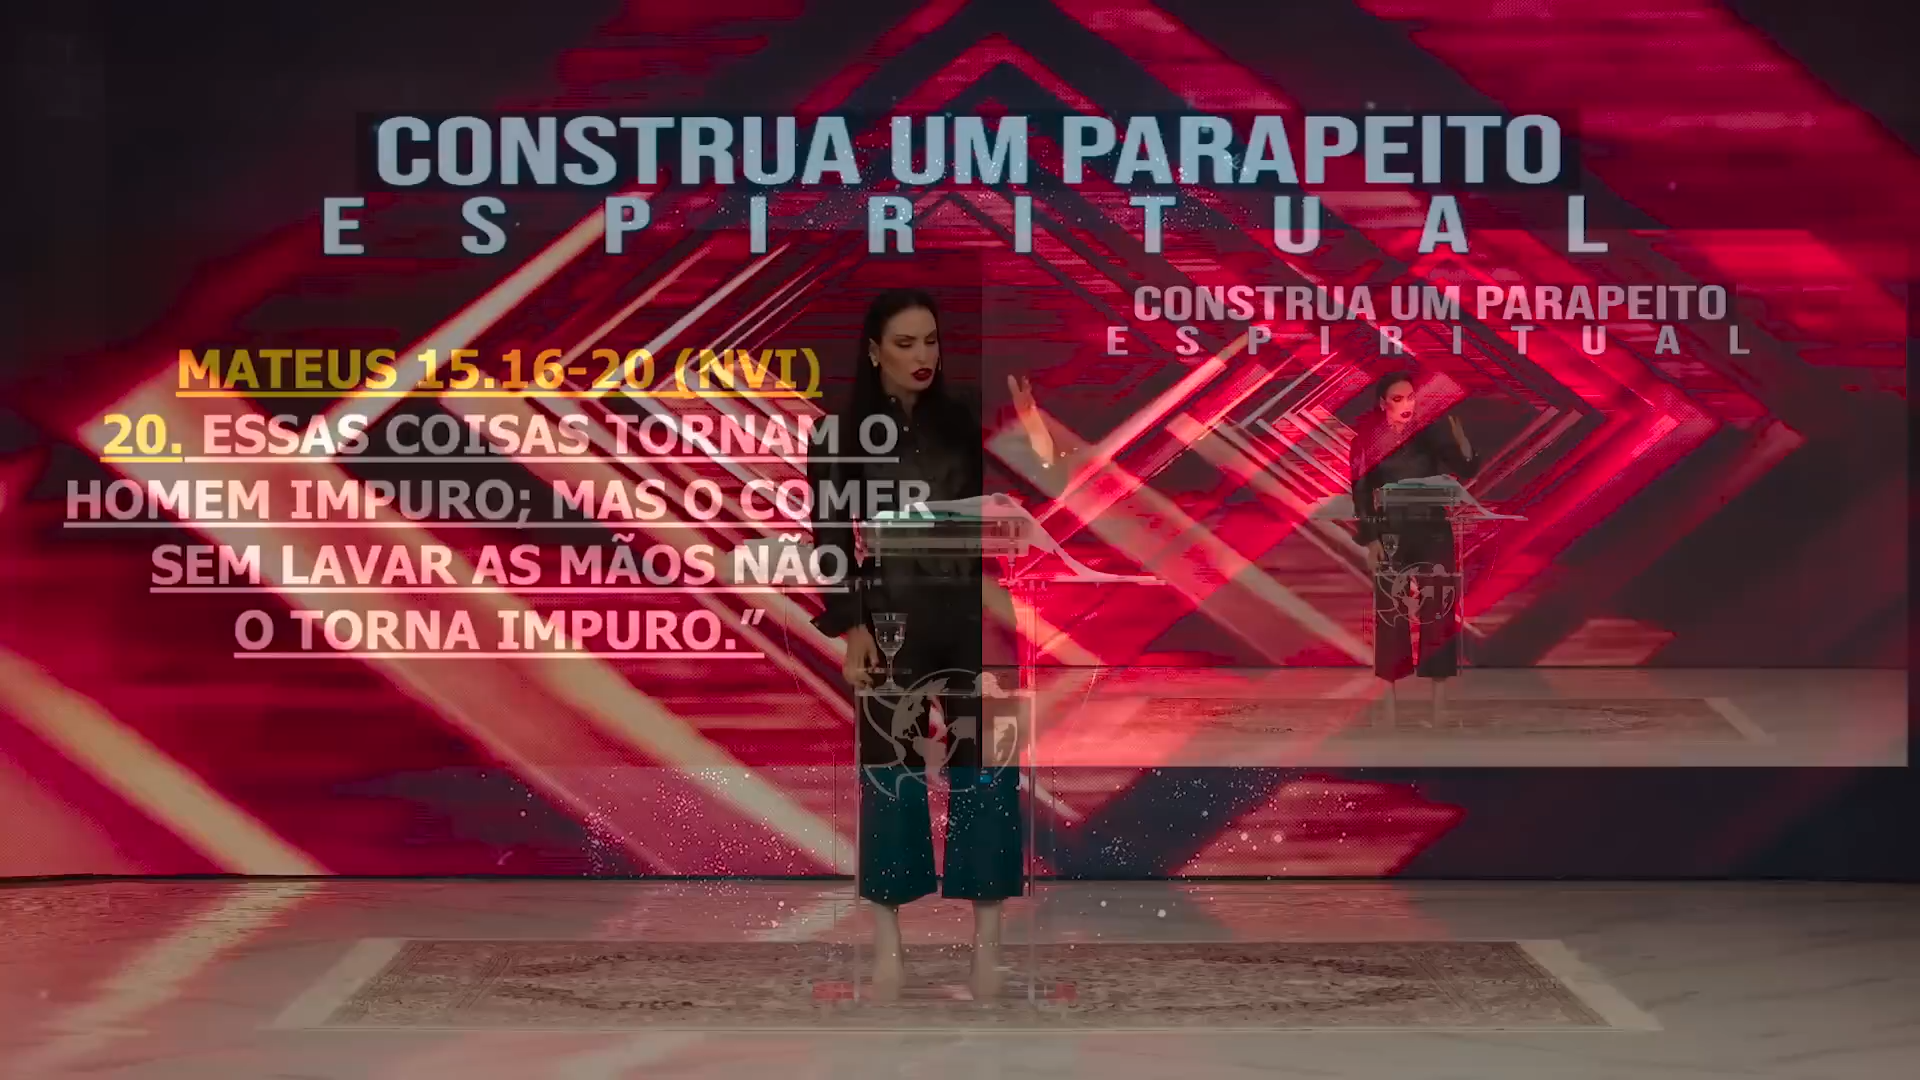 CONSTRUA UM PARAPEITO
ESPIRITUAL
CONSTRUA UM PARAPEITO
ESPIRITUAL
MATEUS 15.16-20 (NVI)
20. ESSAS COISAS TORNAM O
HOMEM IMPURO; MAS O COMER
SEM LAVAR AS MÃOS NÃO
O TORNA IMPURO.”